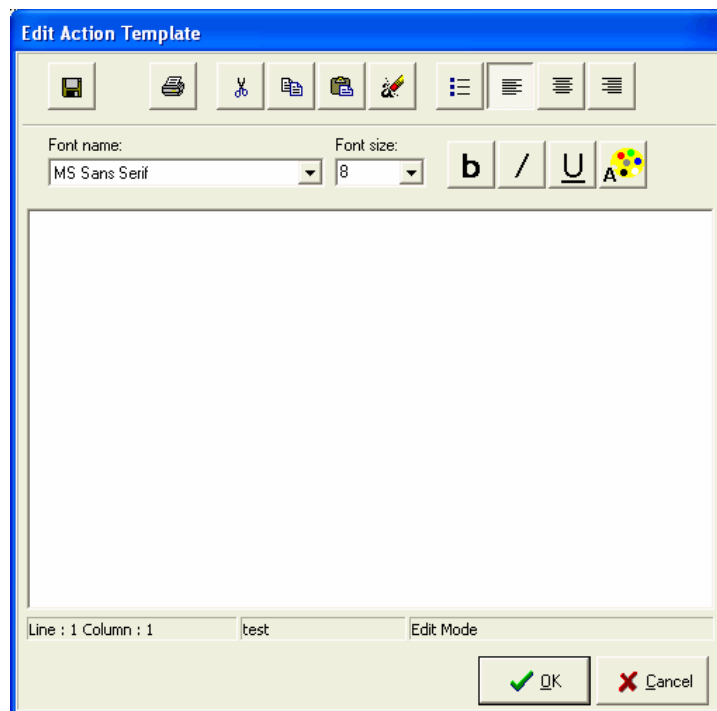 Edit Action Template
Font name: Font size:
MS Sans Serif 8 b / U A
Line : 1 Column : 1 test Edit Mode
OK Cancel